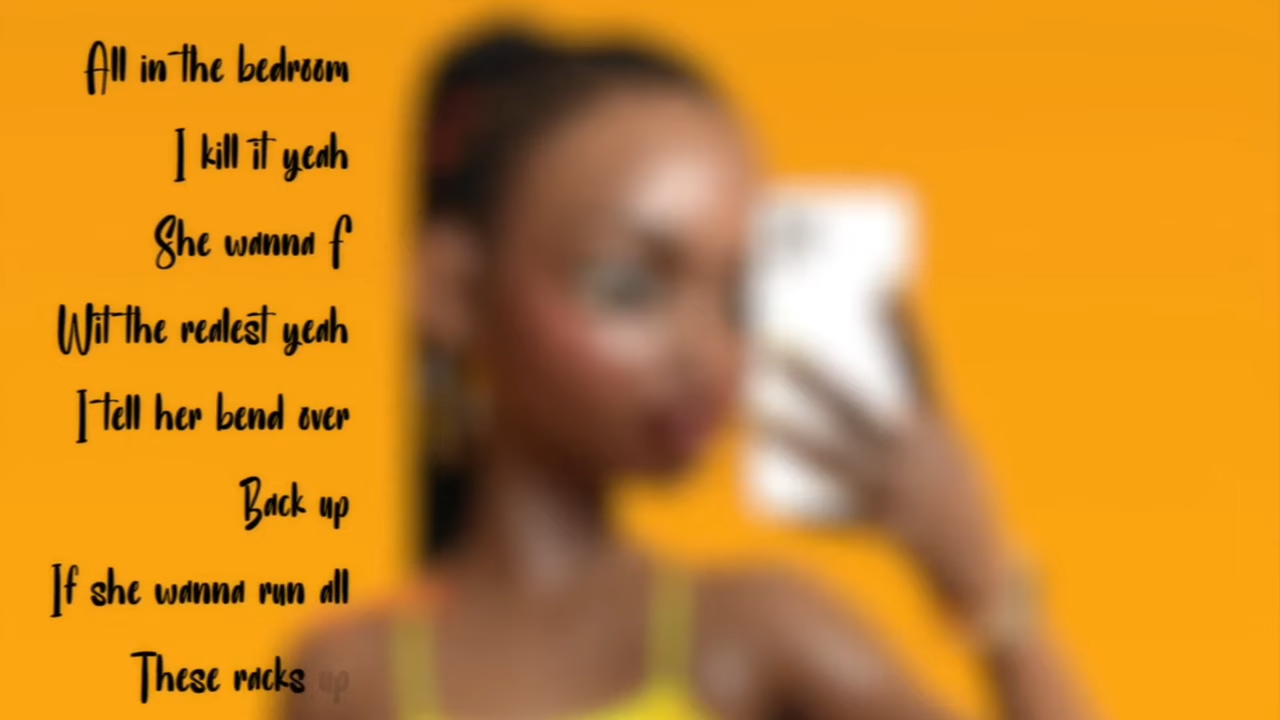 All in the bedroom
I kill it yeah
She wanna f
Wit the realest yeah
I tell her bend over
Back up
If she wanna run all
These racks up